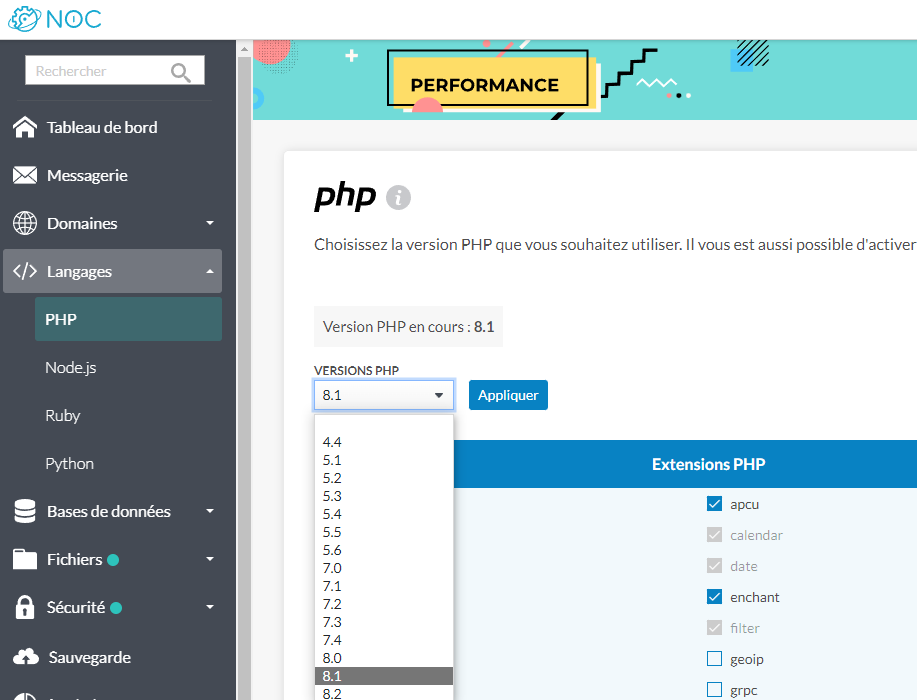 NOC
Rechercher
Tableau de bord
Messagerie
Domaines
Langages
PHP
Node.js
Ruby
Python
Bases de données
Fichiers
Sécurité
Sauvegarde
PERFORMANCE
php
Choisissez la version PHP que vous souhaitez utiliser. Il vous est aussi possible d'activer
Version PHP en cours : 8.1
VERSIONS PHP
8.1
Appliquer
4.4
5.1
5.2
5.3
5.4
5.5
5.6
7.0
7.1
7.2
7.3
7.4
8.0
8.1
8.2
Extensions PHP
apcu
calendar
date
enchant
filter
geoip
grpc